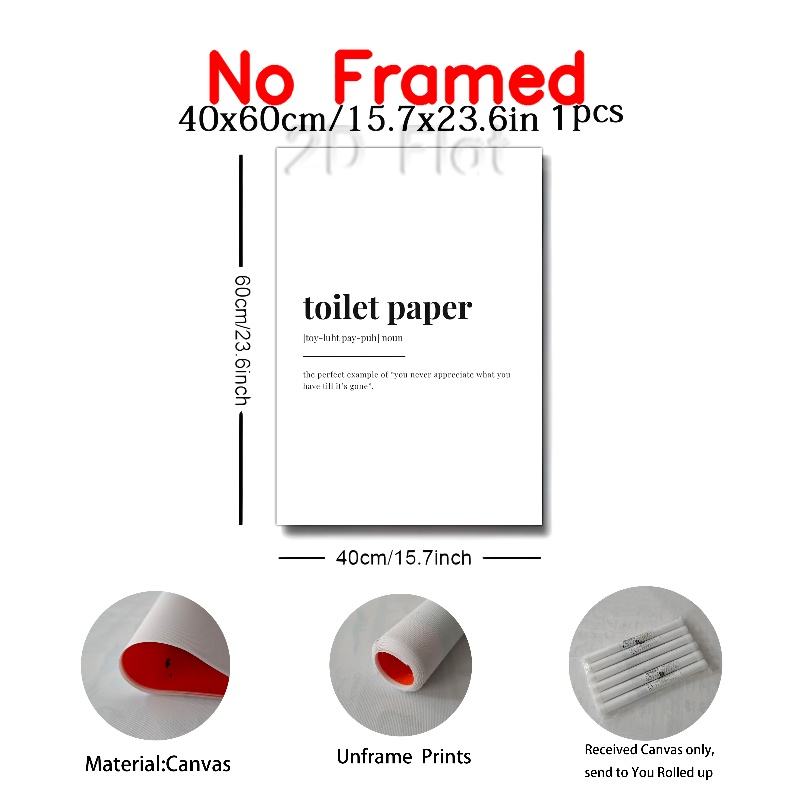 No Framed
40x60cm/15.7x23.6in 1pcs
2D Flat
60cm/23.6inch
toilet paper
[toy-luht pay-puh] noun
the perfect example of "you never appreciate what you
have till it's gone".
40cm/15.7inch
Material:Canvas
Unframe Prints
Received Canvas only,
send to You Rolled up